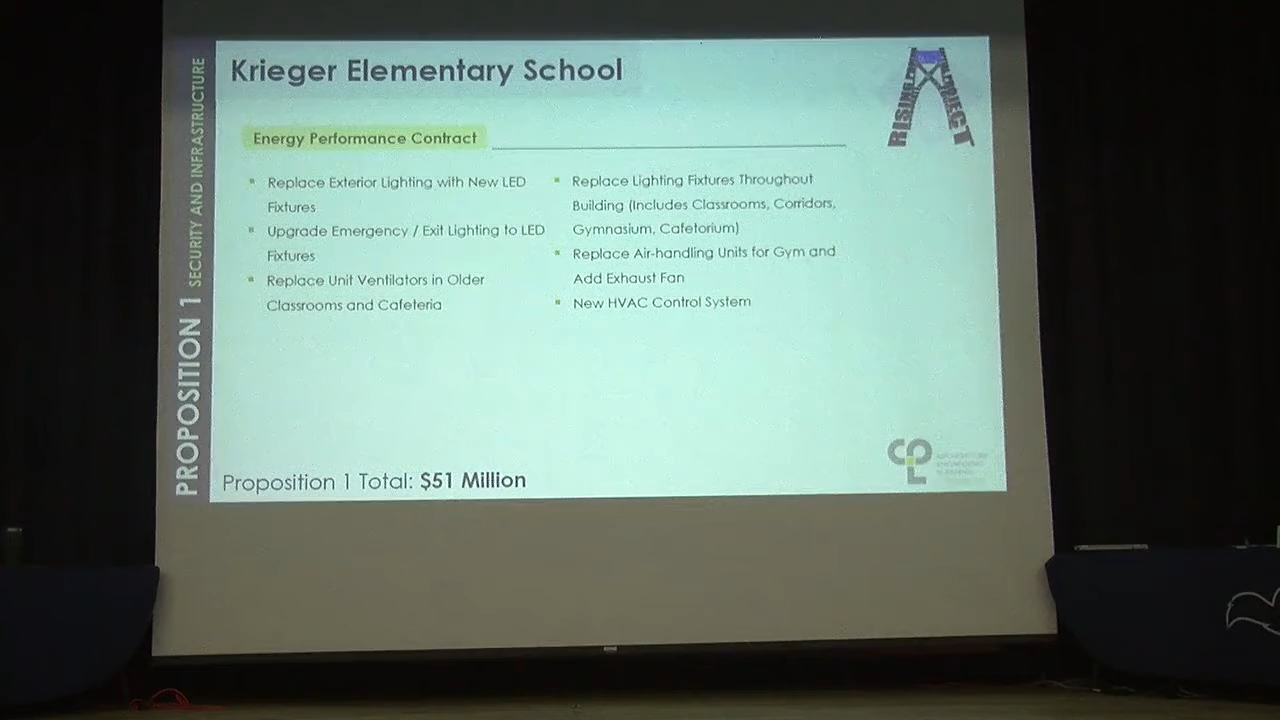 Krieger Elementary School
PROPOSITION 1 SECURITY AND INFRASTRUCTURE
RISING
PROJECT
Energy Performance Contract
Replace Exterior Lighting with New LED
Fixtures
Upgrade Emergency / Exit Lighting to LED
Fixtures
Replace Unit Ventilators in Older
Classrooms and Cafeteria
Replace Lighting Fixtures Throughout
Building (Includes Classrooms, Corridors,
Gymnasium, Cafetorium)
Replace Air-handling Units for Gym and
Add Exhaust Fan
New HVAC Control System
Proposition 1 Total: $51 Million
CPL